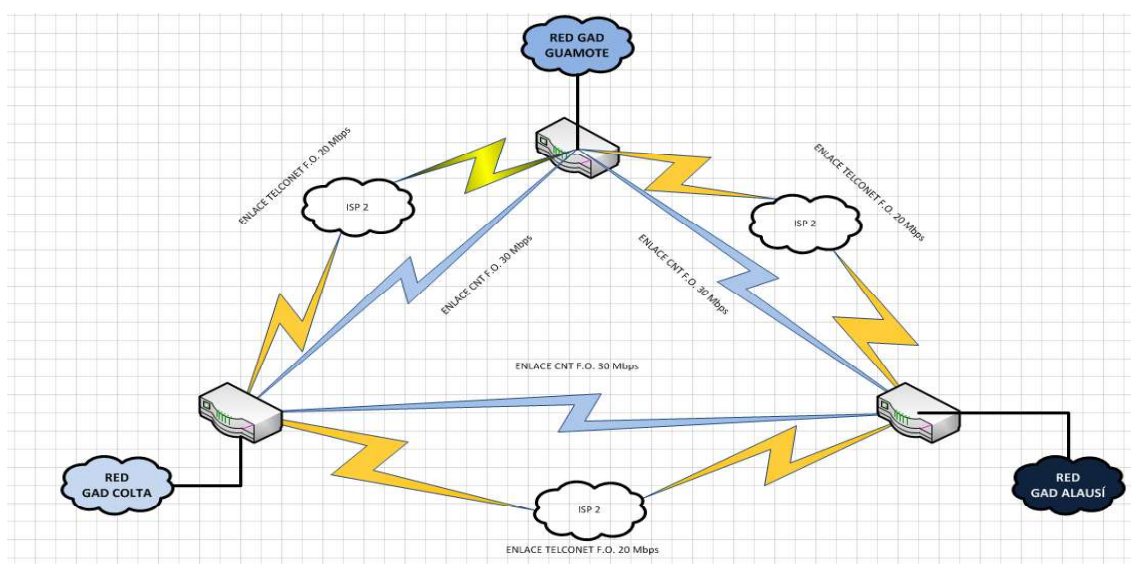 RED GAD
GUAMOTE
ENLACE TELCONET F.O. 20 Mbps
ENLACE TELCONET F.O. 20 Mbps
ISP 2
ISP 2
ENLACE CNT F.O. 30 Mbps
ENLACE CNT F.O. 30 Mbps
ENLACE CNT F.O. 30 Mbps
RED
GAD COLTA
RED
GAD ALAUSÍ
ISP 2
ENLACE TELCONET F.O. 20 Mbps